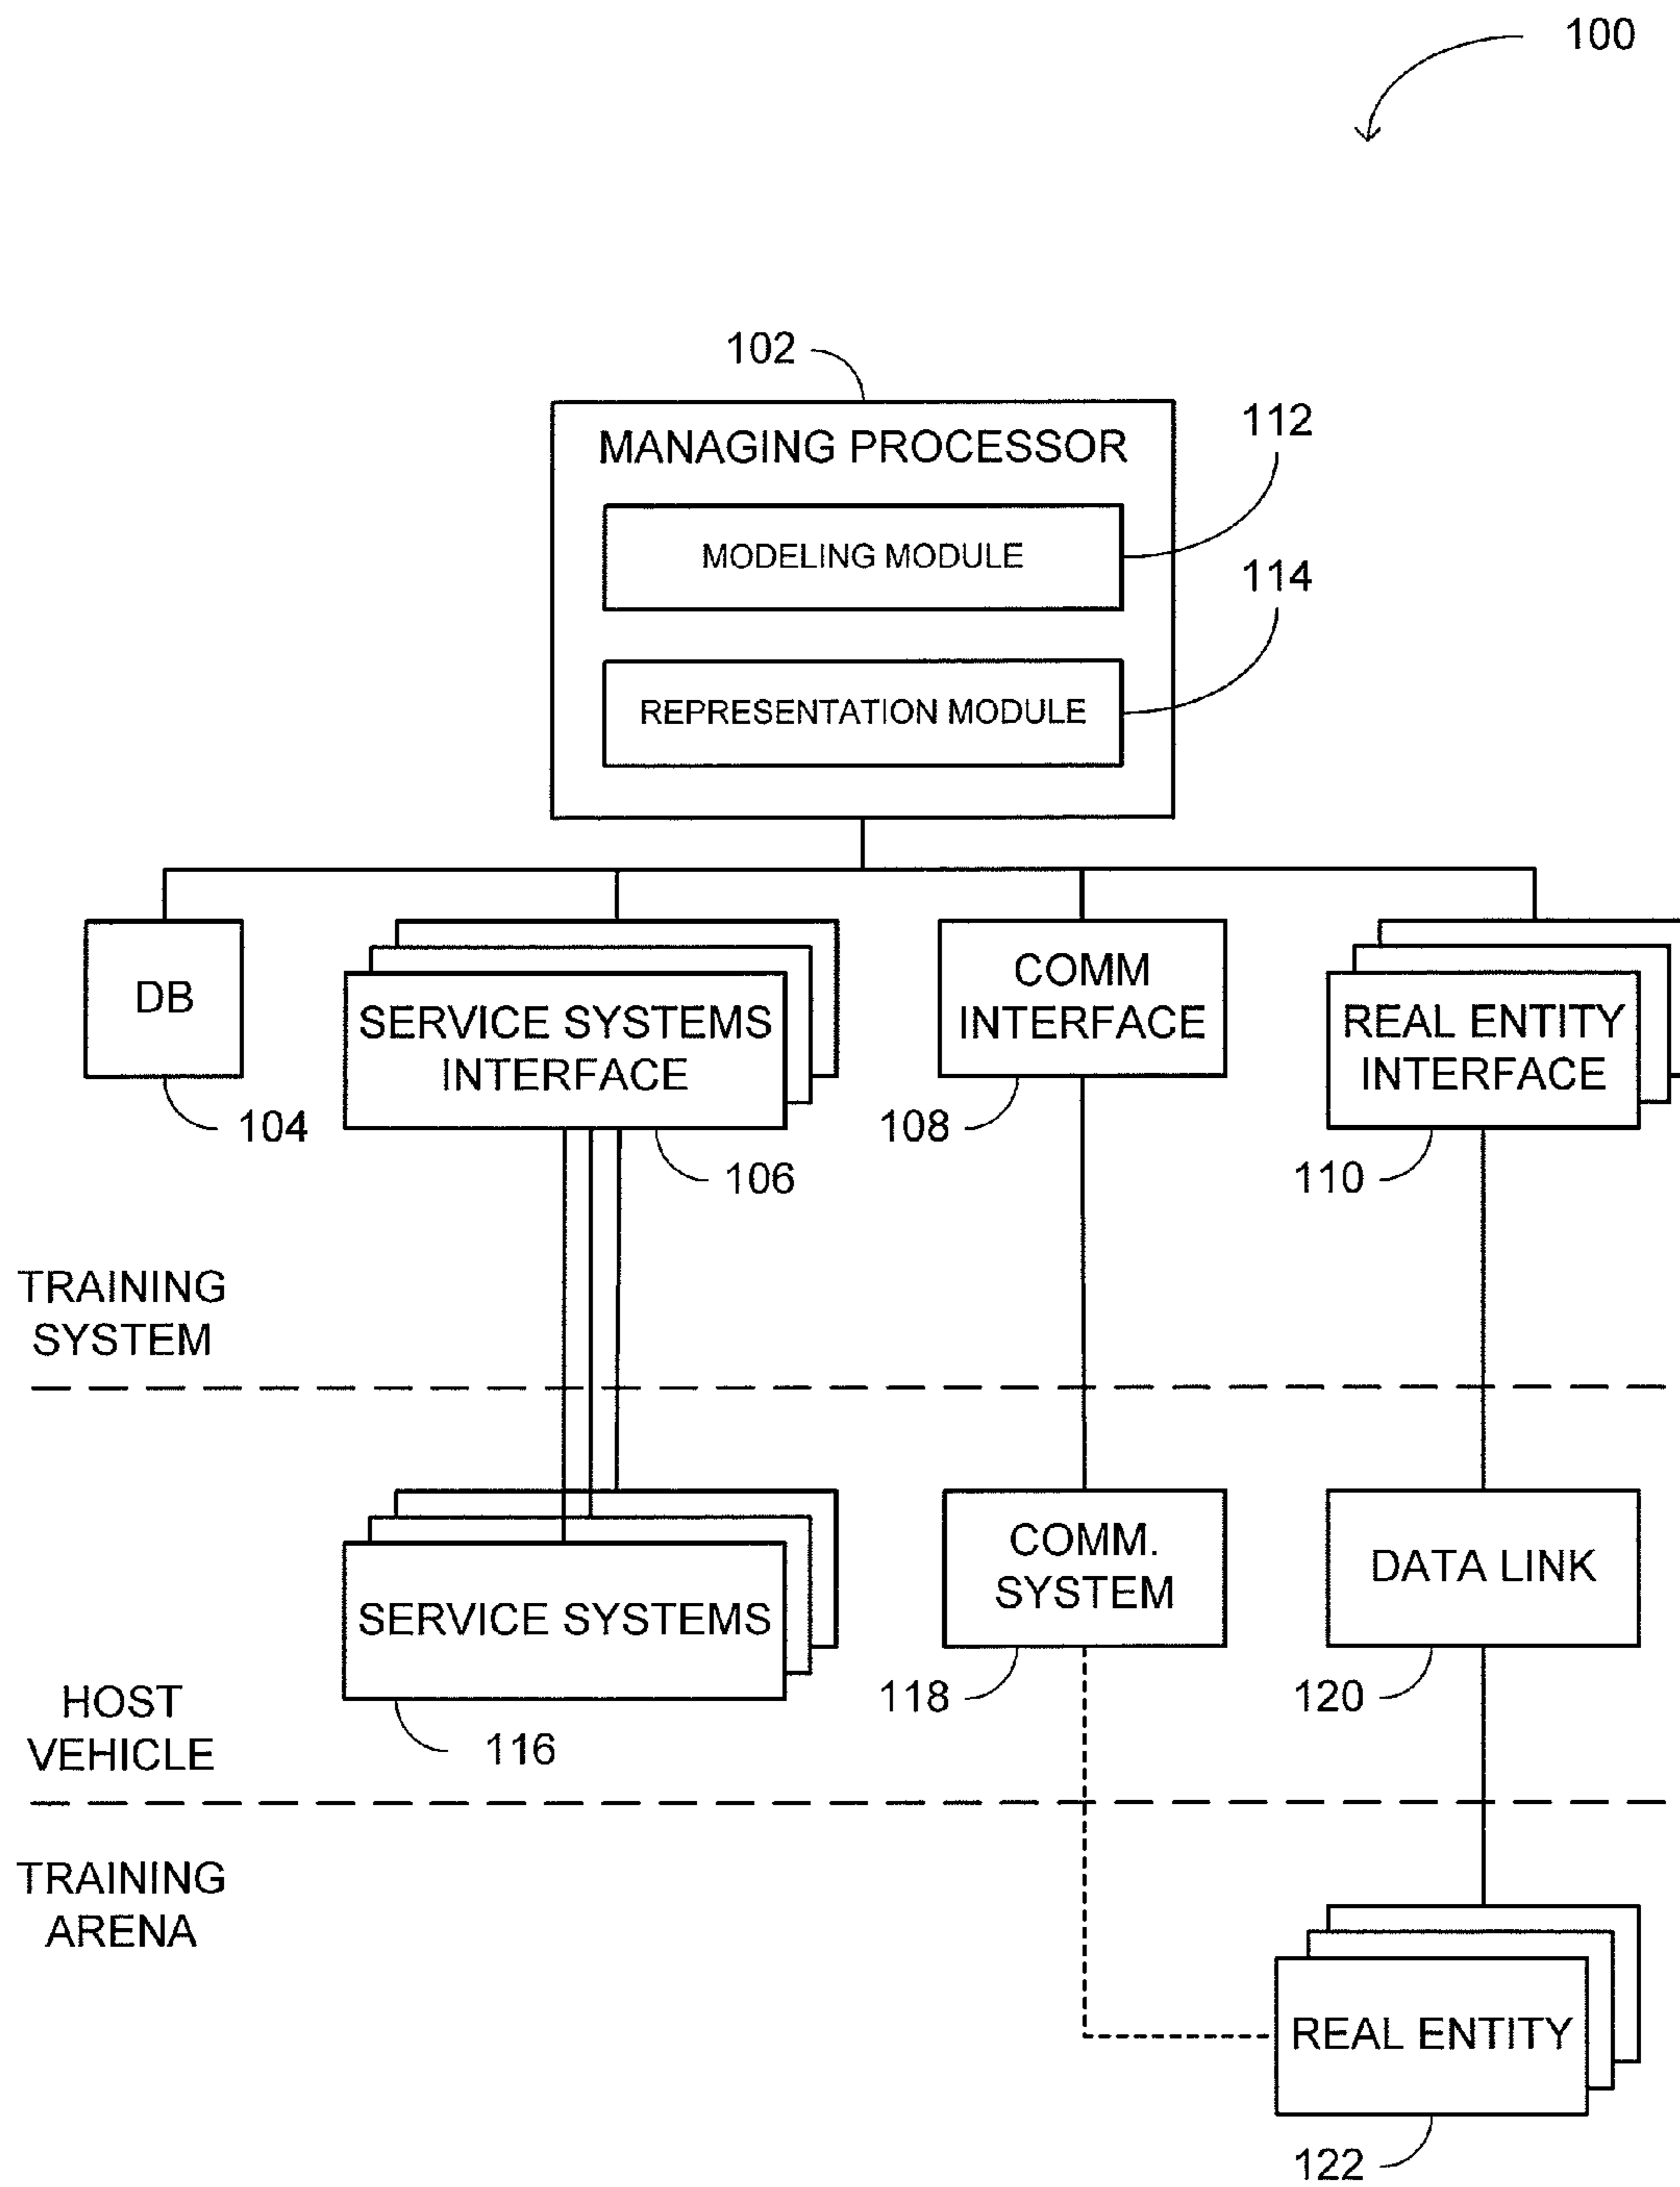 100
102
MANAGING PROCESSOR
112
MODELING MODULE
114
REPRESENTATION MODULE
DB
104
SERVICE SYSTEMS
INTERFACE
106
COMM
INTERFACE
108
REAL ENTITY
INTERFACE
110
TRAINING
SYSTEM
SERVICE SYSTEMS
116
COMM.
SYSTEM
118
DATA LINK
120
HOST
VEHICLE
TRAINING
ARENA
REAL ENTITY
122